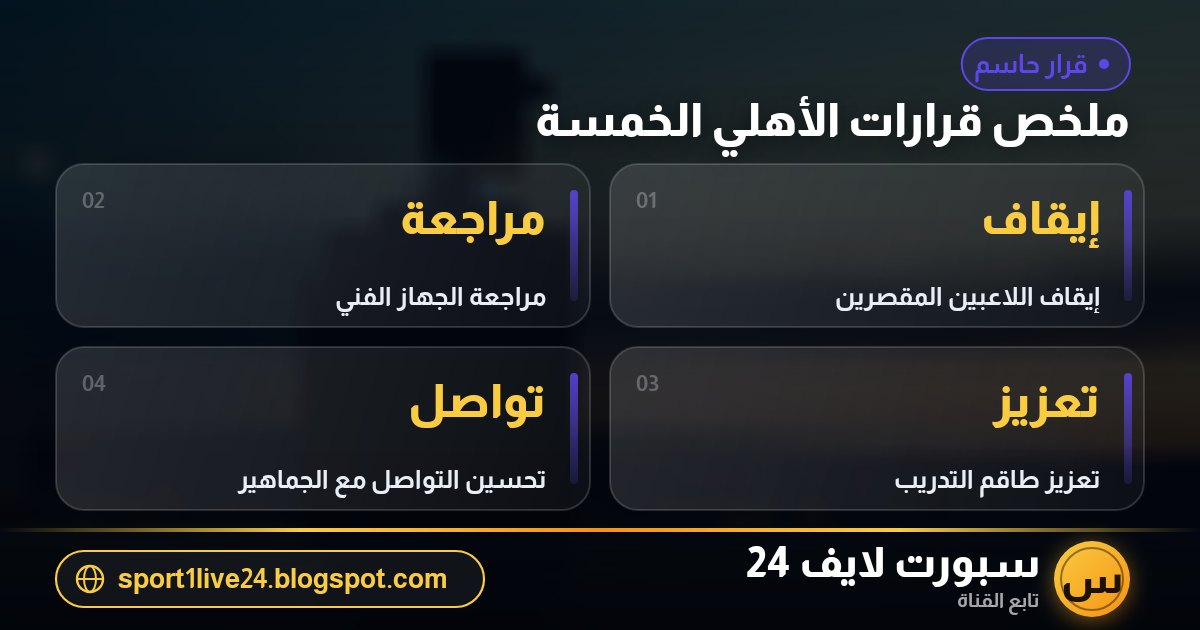 قرار حاسم
ملخص قرارات الأهلي الخمسة
01
إيقاف
إيقاف اللاعبين المقصرين
02
مراجعة
مراجعة الجهاز الفني
03
تعزيز
تعزيز طاقم التدريب
04
تواصل
تحسين التواصل مع الجماهير
س
سبورت لايف 24
تابع القناة
sport1live24.blogspot.com